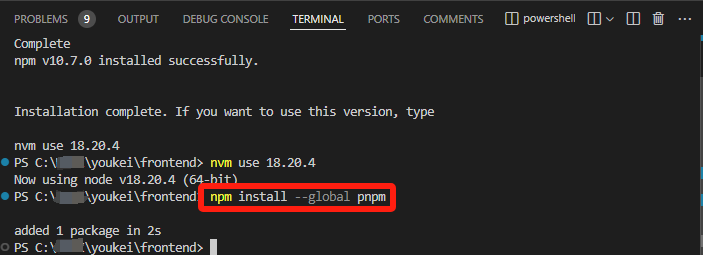 PROBLEMS 9 OUTPUT DEBUG CONSOLE TERMINAL PORTS COMMENTS powershell
Complete
npm v10.7.0 installed successfully.
Installation complete. If you want to use this version, type
nvm use 18.20.4
PS C:\ \youkei\frontend> nvm use 18.20.4
Now using node v18.20.4 (64-bit)
PS C:\ \youkei\frontend> npm install --global pnpm
added 1 package in 2s
PS C:\ \youkei\frontend>